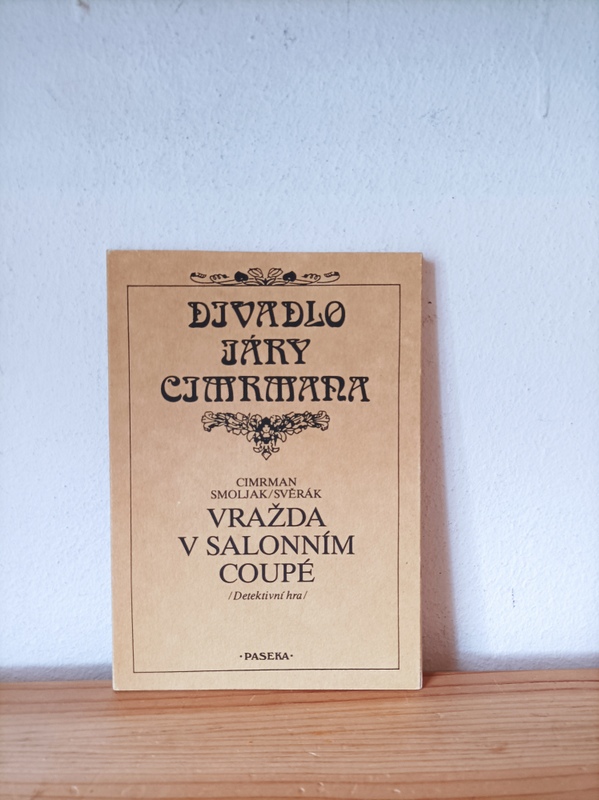 DIVADLO
JÁRY
CIMRMANA
CIMRMAN
SMOLJAK/SVĚRÁK
VRAŽDA
V SALONNÍM
COUPÉ
/Detektivní hra/
·PASEKA·